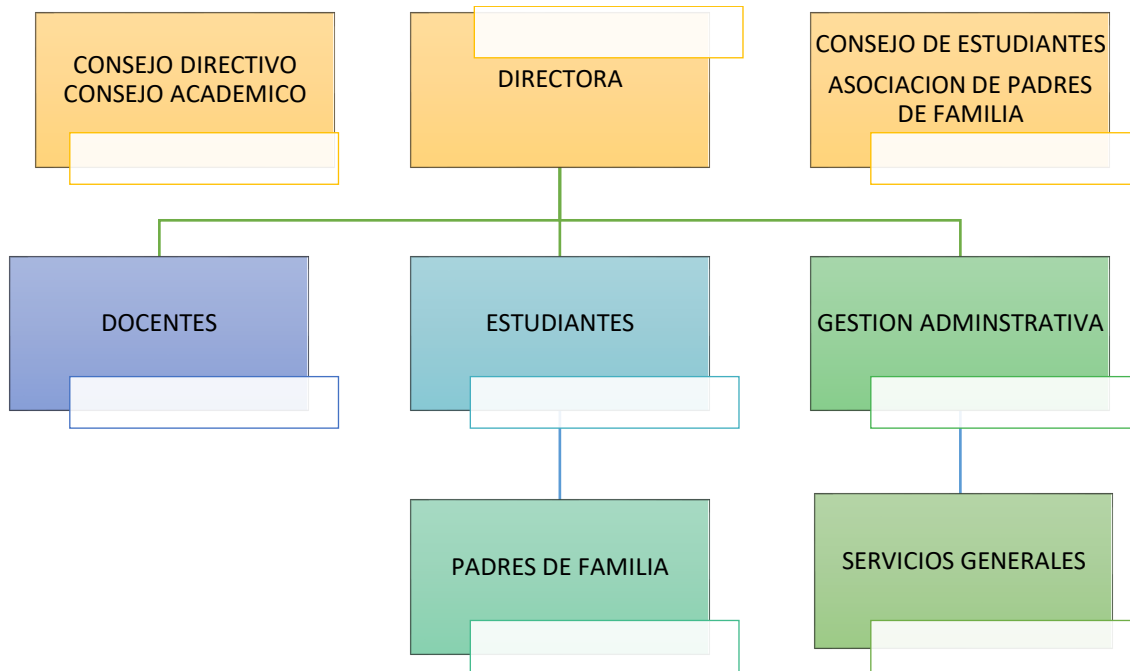 CONSEJO DIRECTIVO
CONSEJO ACADEMICO
DIRECTORA
CONSEJO DE ESTUDIANTES
ASOCIACION DE PADRES
DE FAMILIA
DOCENTES
ESTUDIANTES
GESTION ADMINSTRATIVA
PADRES DE FAMILIA
SERVICIOS GENERALES